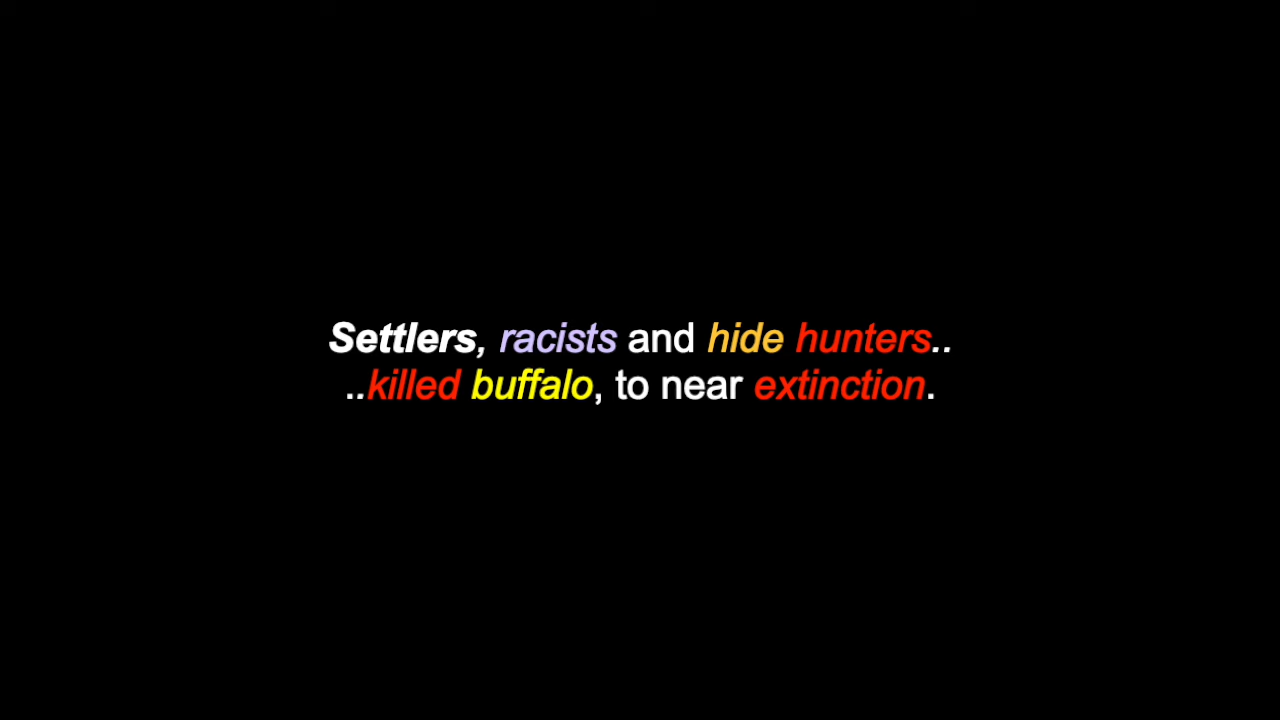 Settlers, racists and hide hunters..
..killed buffalo, to near extinction.